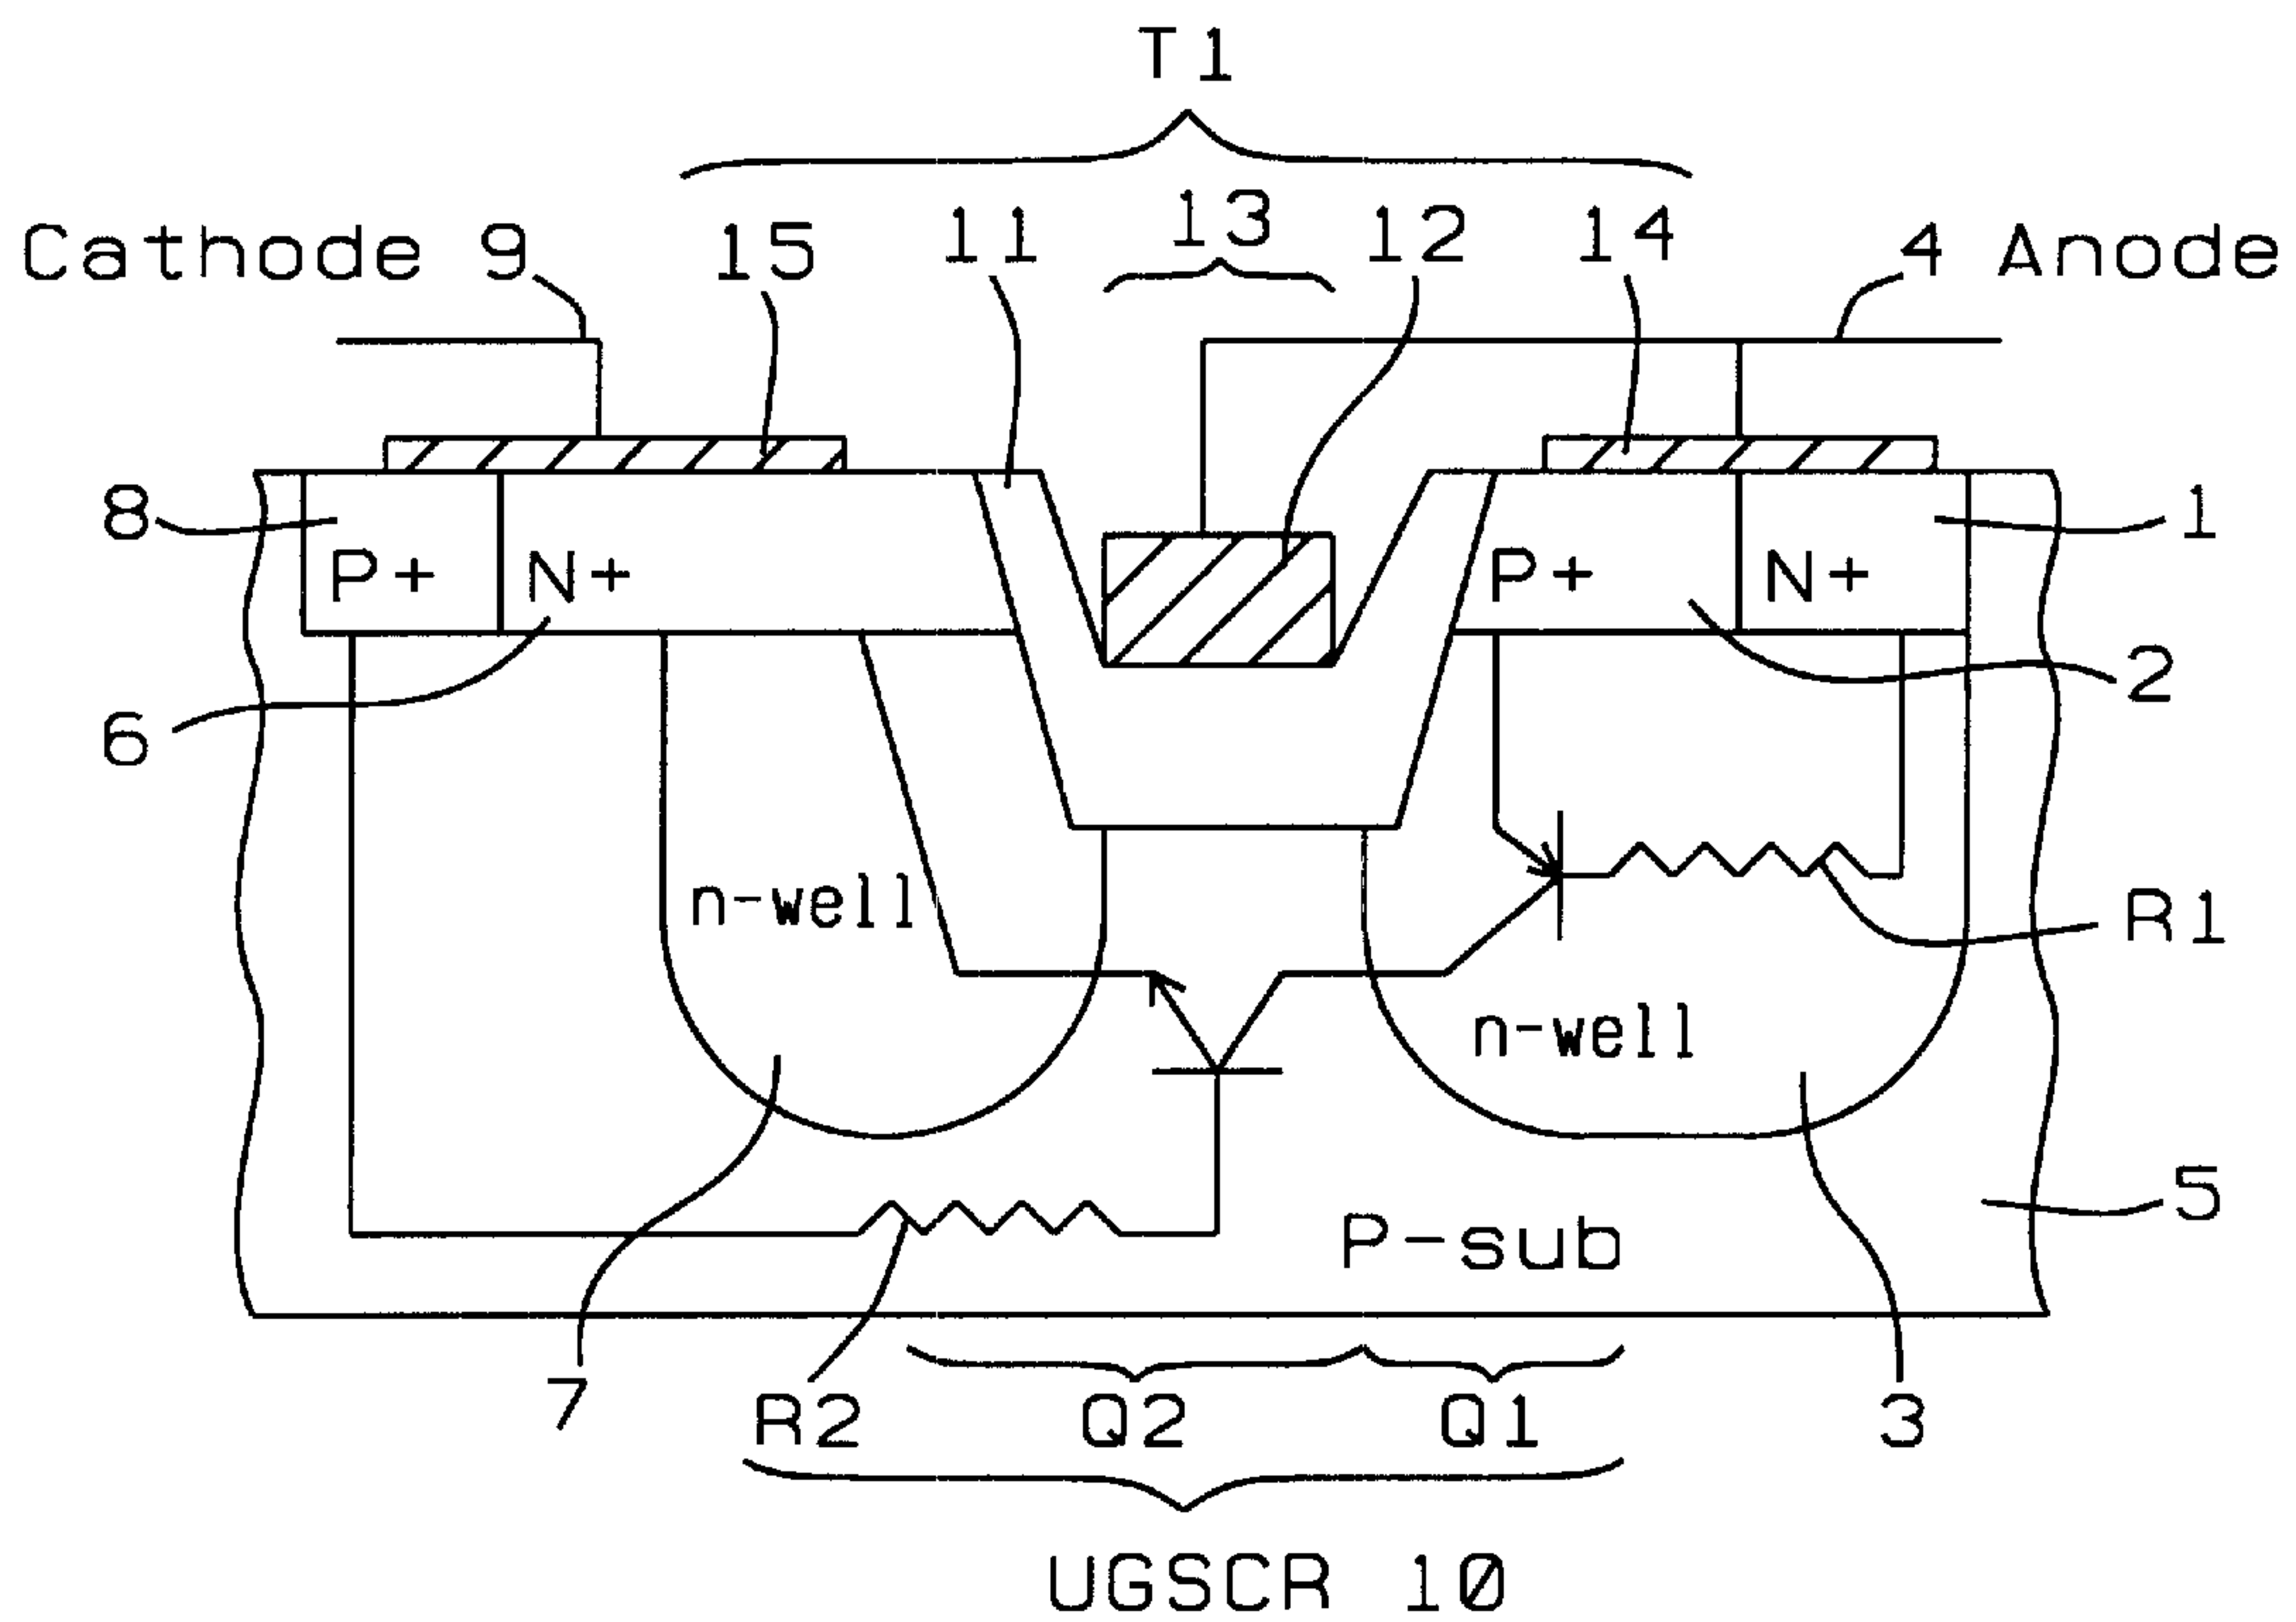 T1
Cathode 9 15 11 13 12 14 4 Anode
8 P+ N+ P+ N+ 1
6 2
n-well R1
n-well
P-sub 5
7 R2 Q2 Q1 3
UGSCR 10